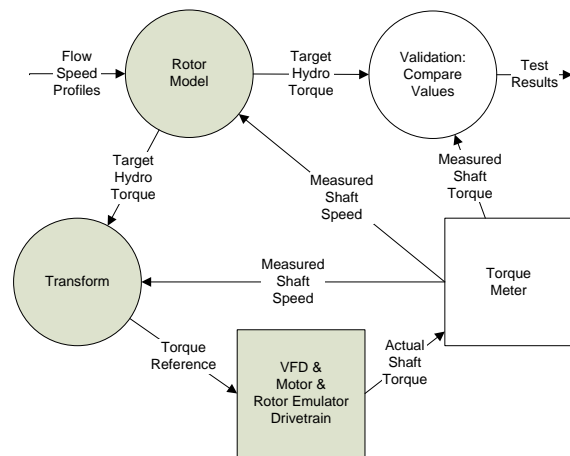 Flow
Speed
Profiles
Rotor
Model
Target
Hydro
Torque
Validation:
Compare
Values
Test
Results
Target
Hydro
Torque
Measured
Shaft
Speed
Measured
Shaft
Torque
Transform
Measured
Shaft
Speed
Torque
Meter
Torque
Reference
VFD &
Motor &
Rotor Emulator
Drivetrain
Actual
Shaft
Torque